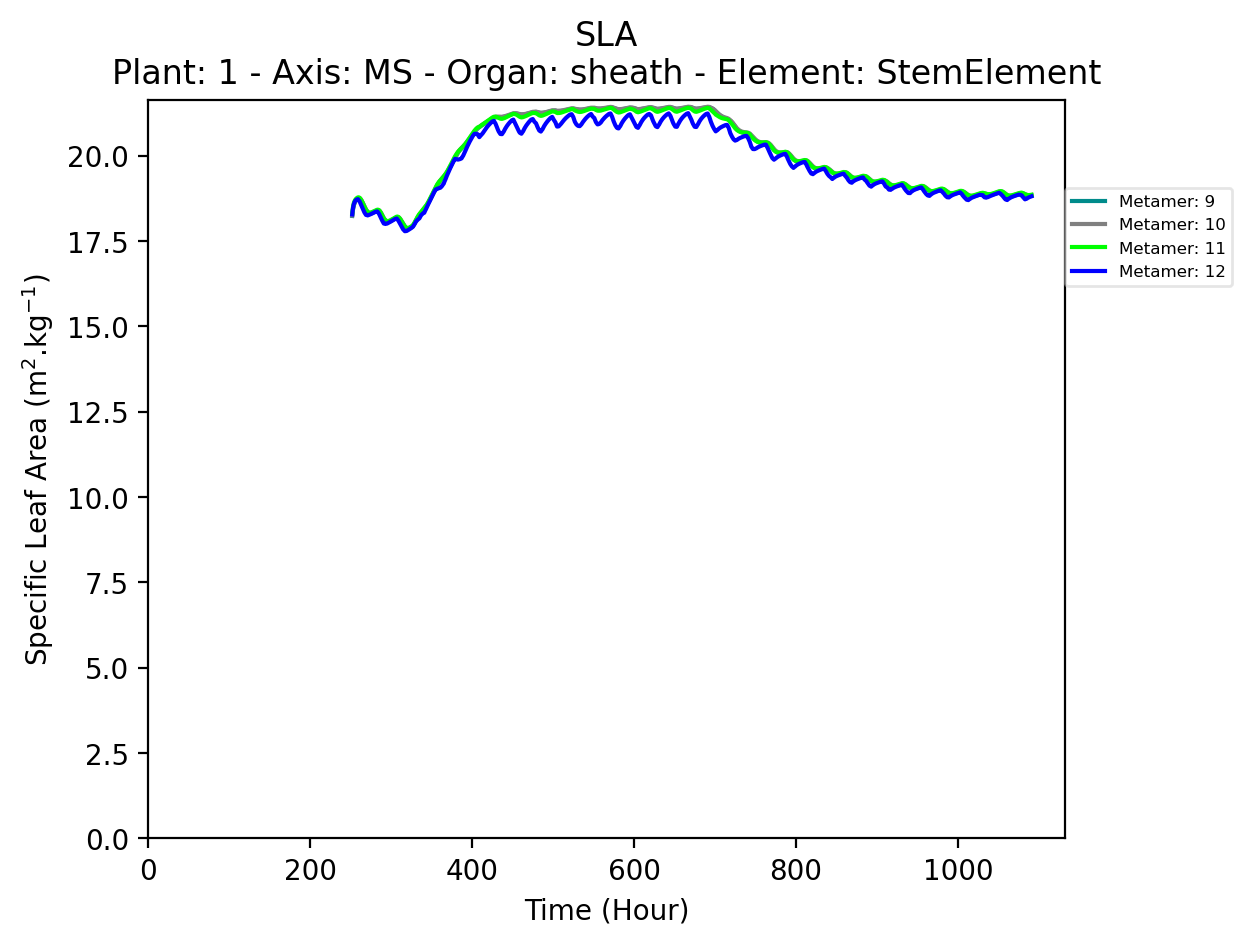 SLA
Plant: 1 - Axis: MS - Organ: sheath - Element: StemElement
Specific Leaf Area (m².kg⁻¹)
20.0
17.5
15.0
12.5
10.0
7.5
5.0
2.5
0.0
0 200 400 600 800 1000
Time (Hour)
Metamer: 9
Metamer: 10
Metamer: 11
Metamer: 12